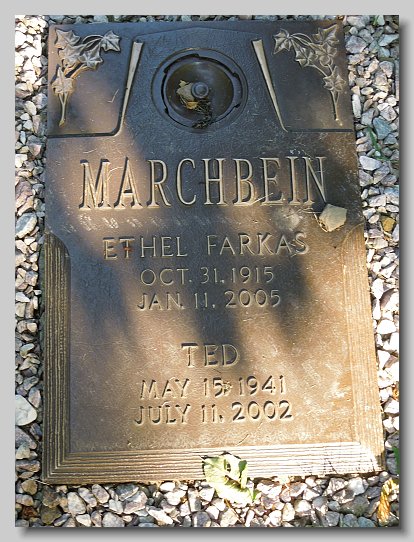 MARCHBEIN
ETHEL FARKAS
OCT. 31, 1915
JAN. 11, 2005
TED
MAY 15, 1941
JULY 11, 2002